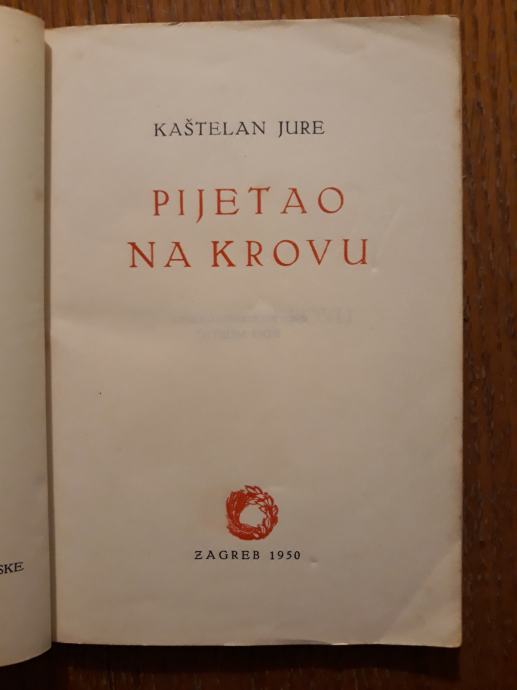 KAŠTELAN JURE
PIJETAO
NA KROVU
ZAGREB 1950
SKE